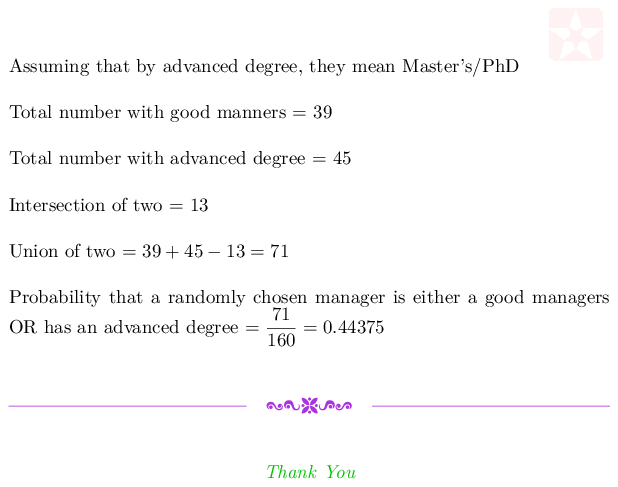 Assuming that by advanced degree, they mean Master's/PhD
Total number with good manners = 39
Total number with advanced degree = 45
Intersection of two = 13
Union of two = 39 + 45 − 13 = 71
Probability that a randomly chosen manager is either a good managers
OR has an advanced degree = 71/160 = 0.44375
Thank You